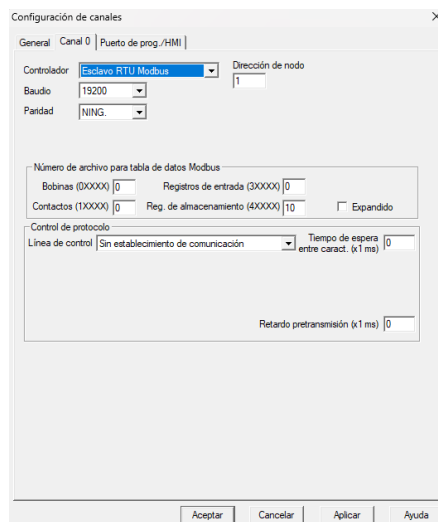 Configuración de canales
General Canal 0 Puerto de prog./HMI
Controlador Esclavo RTU Modbus Dirección de nodo
1
Baudio 19200
Paridad NING.
Número de archivo para tabla de datos Modbus
Bobinas (0XXXX) 0 Registros de entrada (3XXXX) 0
Contactos (1XXXX) 0 Reg. de almacenamiento (4XXXX) 10 Expandido
Control de protocolo
Línea de control Sin establecimiento de comunicación Tiempo de espera entre caract. (x1 ms) 0
Retardo pretransmisión (x1 ms) 0
Aceptar Cancelar Aplicar Ayuda